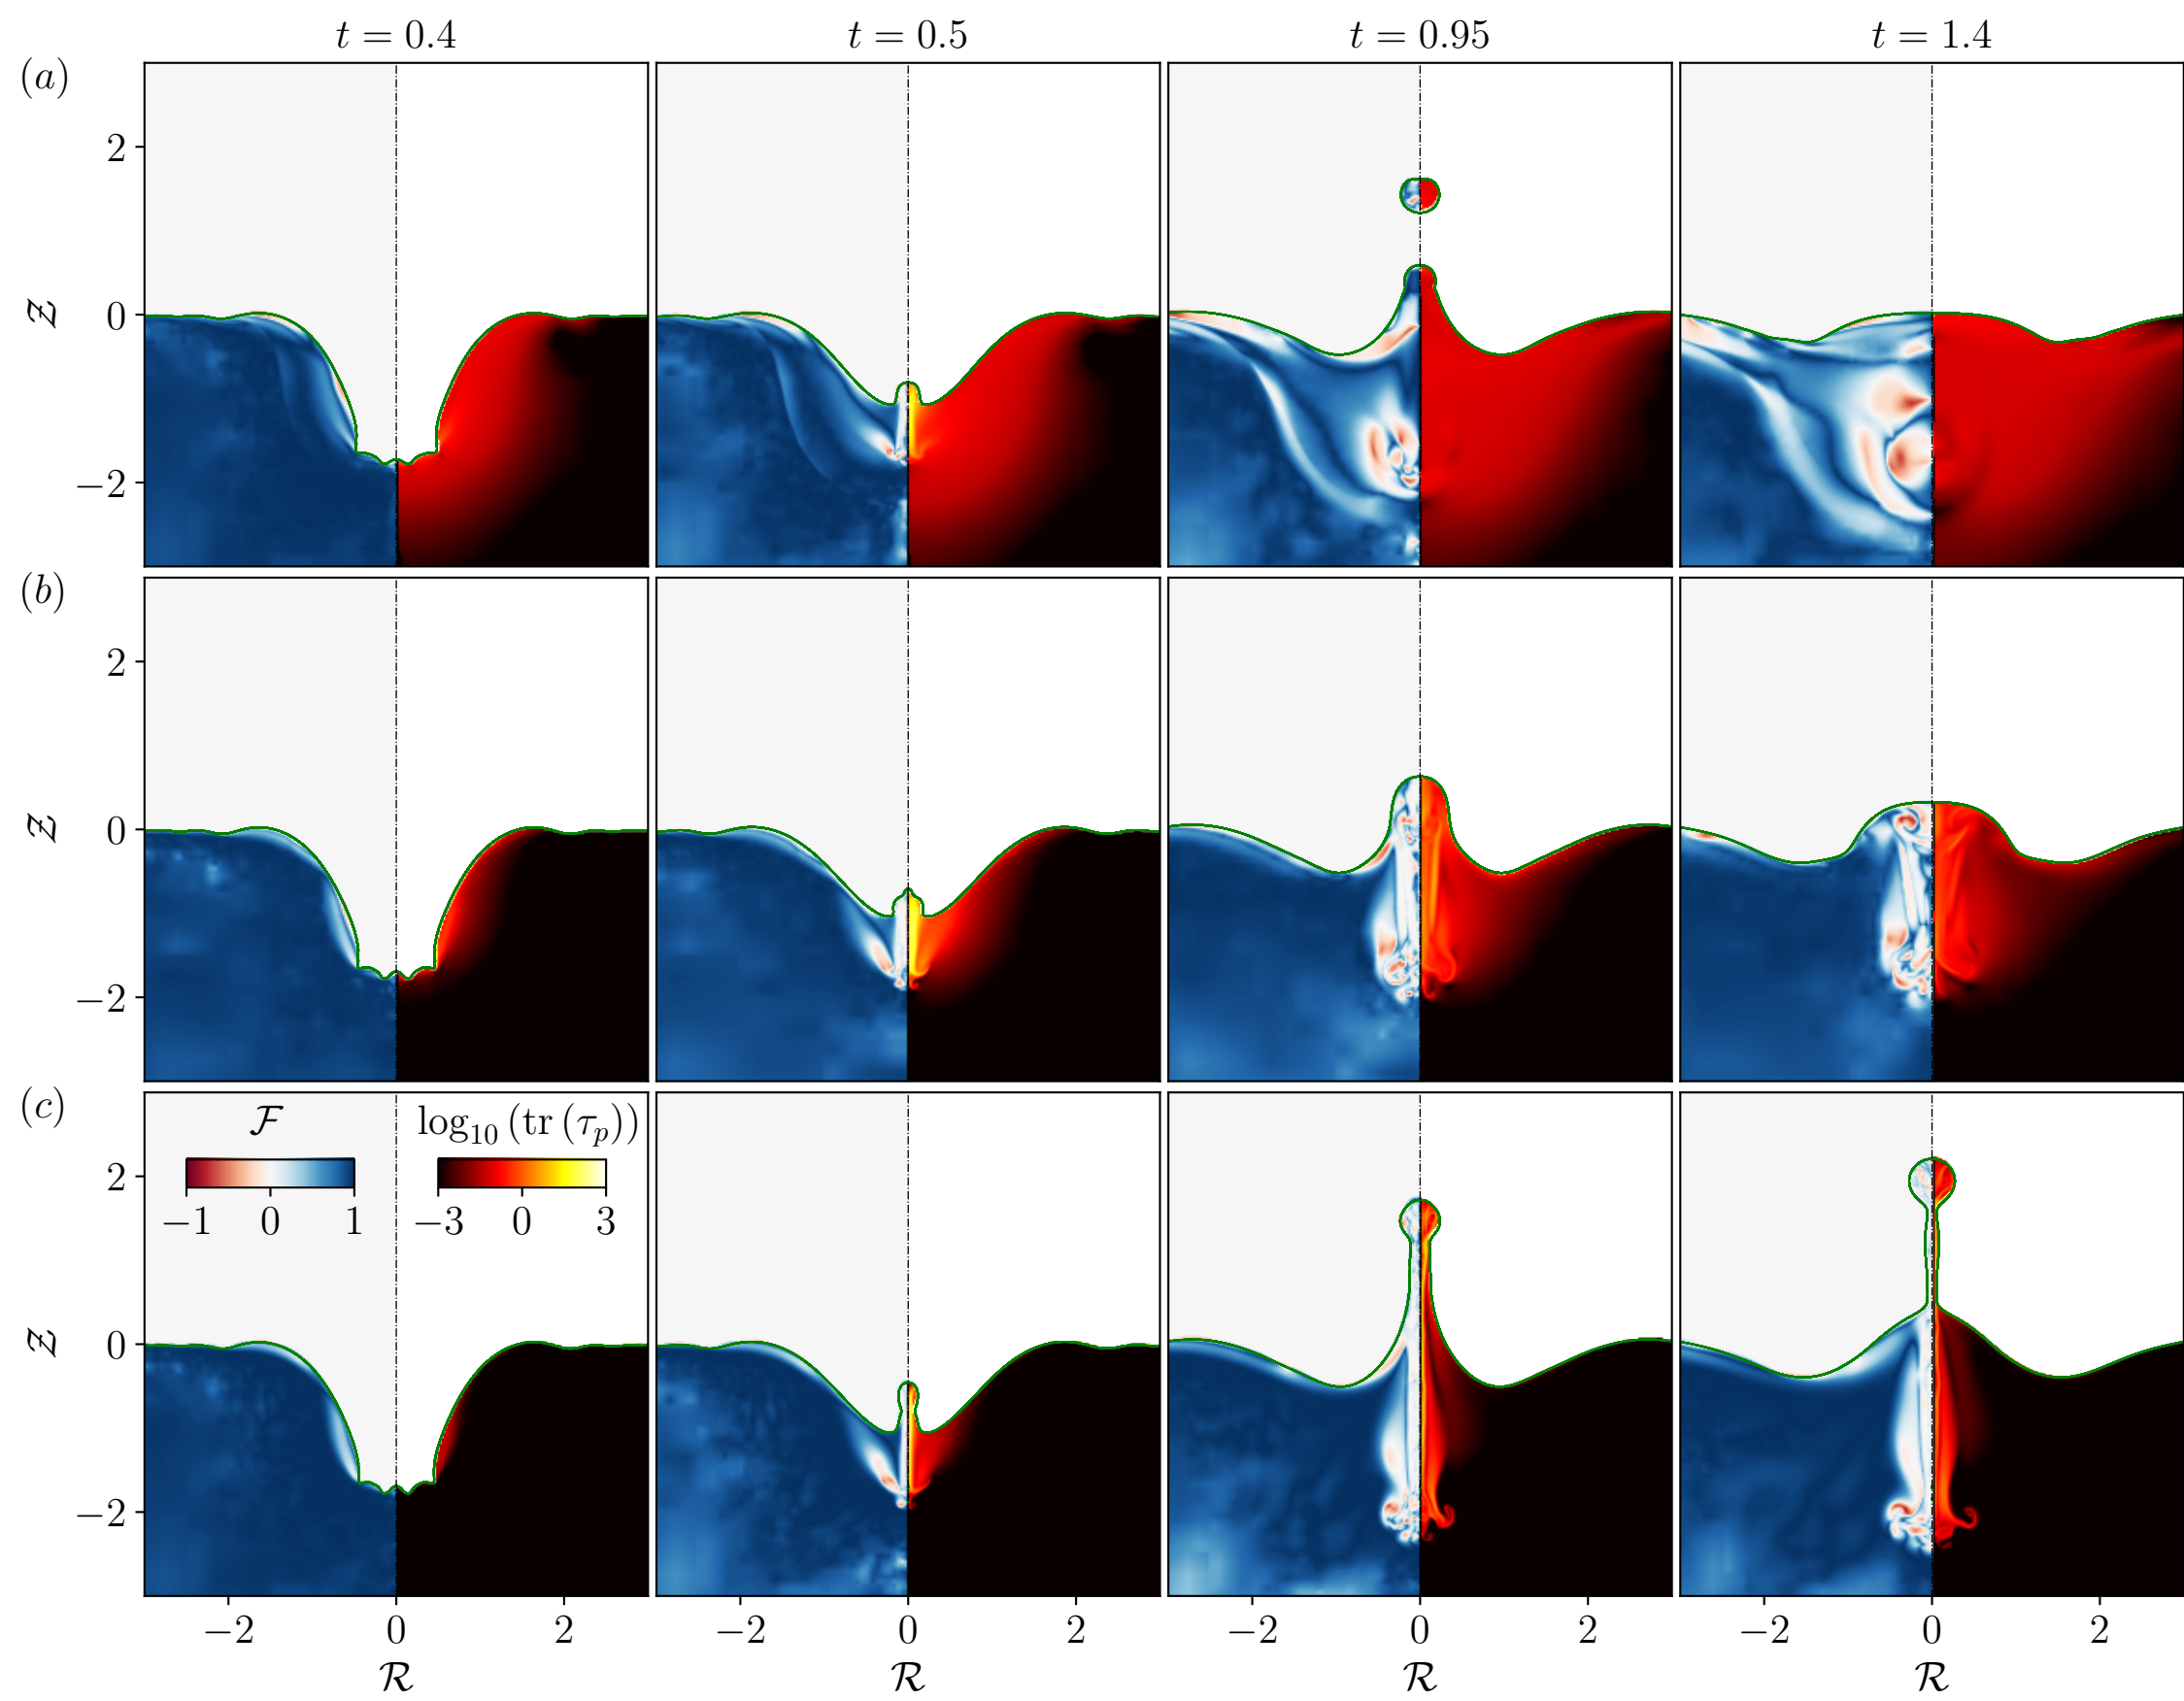 t = 0.4 t = 0.5 t = 0.95 t = 1.4
(a)
2
0
−2
𝒵
(b)
2
0
−2
𝒵
(c)
ℱ log₁₀ (tr (τₚ))
−1 0 1 −3 0 3
2
0
−2
𝒵
−2 0 2 −2 0 2 −2 0 2 −2 0 2
ℛ ℛ ℛ ℛ